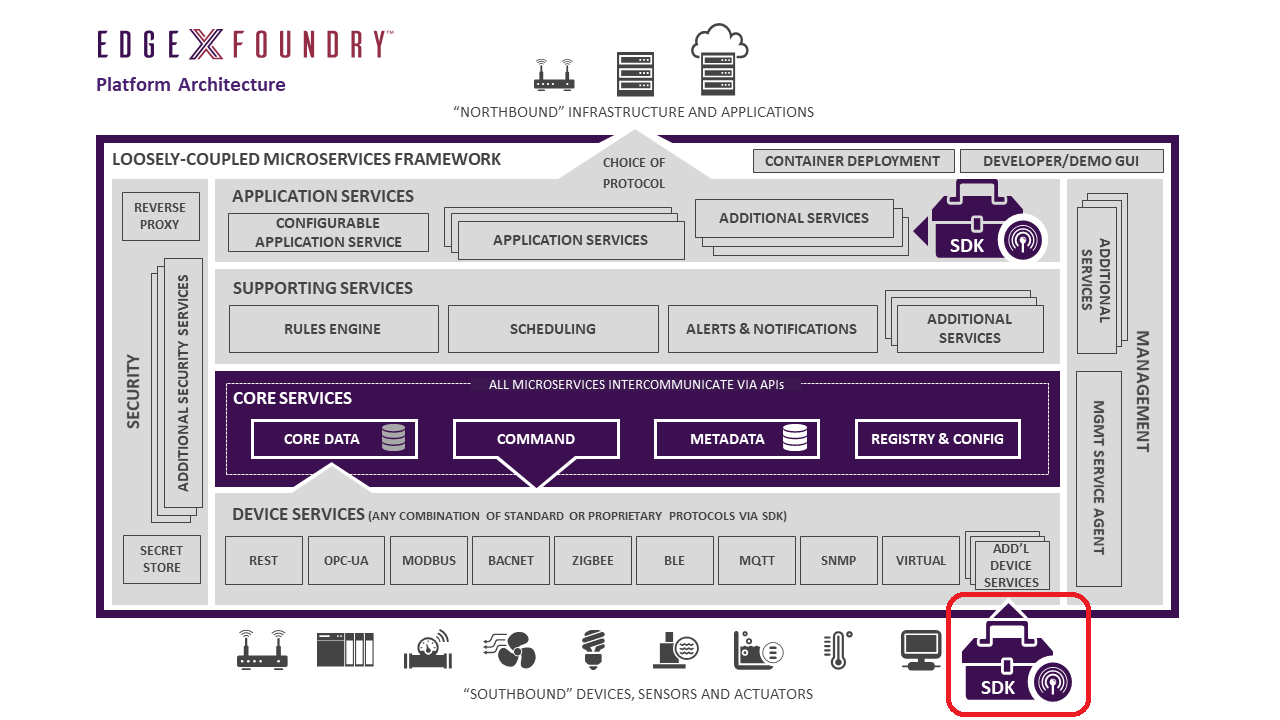 EDGE X FOUNDRY™
Platform Architecture
“NORTHBOUND” INFRASTRUCTURE AND APPLICATIONS
LOOSELY-COUPLED MICROSERVICES FRAMEWORK
CHOICE OF
PROTOCOL
CONTAINER DEPLOYMENT
DEVELOPER/DEMO GUI
REVERSE
PROXY
SECURITY
ADDITIONAL SECURITY SERVICES
SECRET
STORE
APPLICATION SERVICES
CONFIGURABLE
APPLICATION SERVICE
APPLICATION SERVICES
ADDITIONAL SERVICES
SDK
SUPPORTING SERVICES
RULES ENGINE
SCHEDULING
ALERTS & NOTIFICATIONS
ADDITIONAL
SERVICES
ALL MICROSERVICES INTERCOMMUNICATE VIA APIs
CORE SERVICES
CORE DATA
COMMAND
METADATA
REGISTRY & CONFIG
DEVICE SERVICES (ANY COMBINATION OF STANDARD OR PROPRIETARY PROTOCOLS VIA SDK)
REST
OPC-UA
MODBUS
BACNET
ZIGBEE
BLE
MQTT
SNMP
VIRTUAL
ADD’L
DEVICE
SERVICES
ADDITIONAL
SERVICES
MANAGEMENT
MGMT SERVICE AGENT
SDK
“SOUTHBOUND” DEVICES, SENSORS AND ACTUATORS